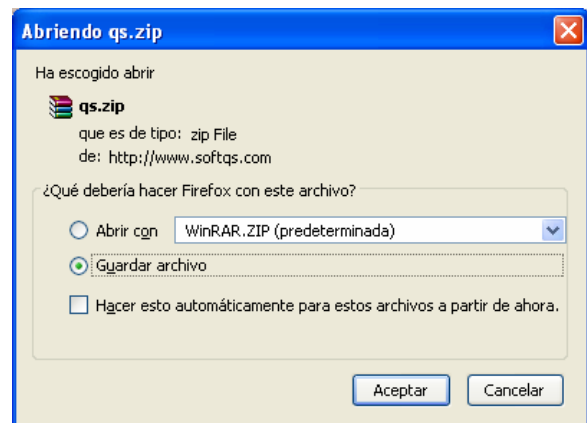 Abriendo qs.zip
Ha escogido abrir
qs.zip
que es de tipo: zip File
de: http://www.softqs.com
¿Qué debería hacer Firefox con este archivo?
Abrir con WinRAR.ZIP (predeterminada)
Guardar archivo
Hacer esto automáticamente para estos archivos a partir de ahora.
Aceptar Cancelar